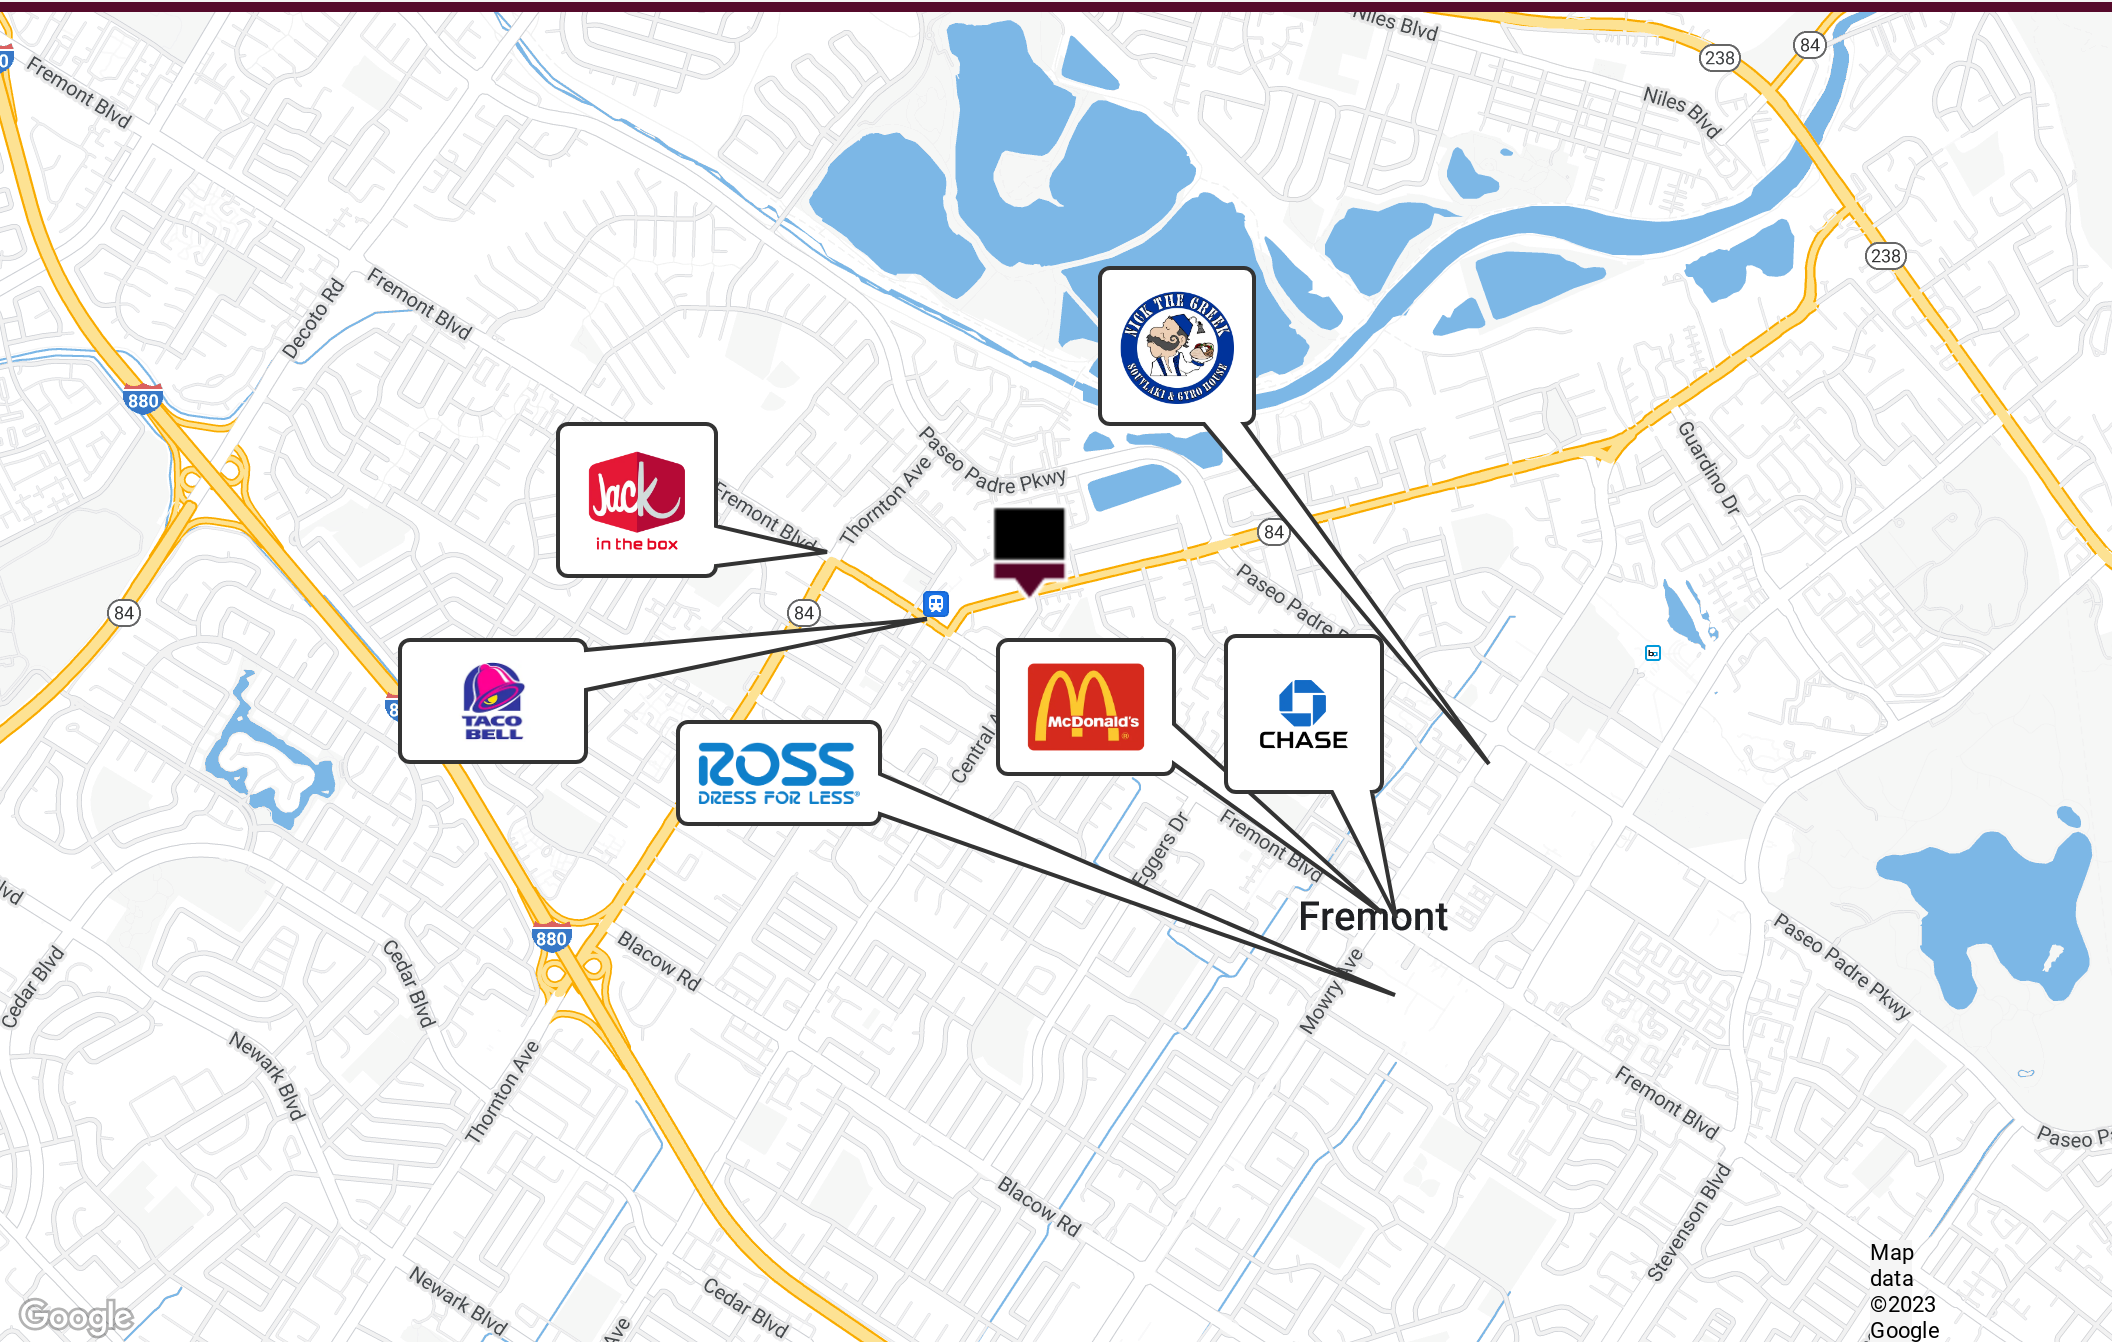 Niles Blvd
84
238
0
Fremont Blvd
Niles Blvd
238
Decoto Rd
Fremont Blvd
NICK THE GREEK
SOUVLAKI & GYRO HOUSE
880
Paseo Padre Pkwy
Guardino Dr
Thornton Ave
Jack
in the box
Fremont Blvd
84
Paseo Padre
84
84
TACO
BELL
8
McDonald's
CHASE
Central A
ROSS
DRESS FOR LESS®
Eggers Dr
Fremont Blvd
lvd
Fremont
880
Blacow Rd
Cedar Blvd
Cedar Blvd
Mowry Ave
Paseo Padre Pkwy
Newark Blvd
Thornton Ave
Fremont Blvd
Paseo Pa
Blacow Rd
Stevenson Blvd
Newark Blvd
Cedar Blvd
Ave
Google
Map
data
©2023
Google